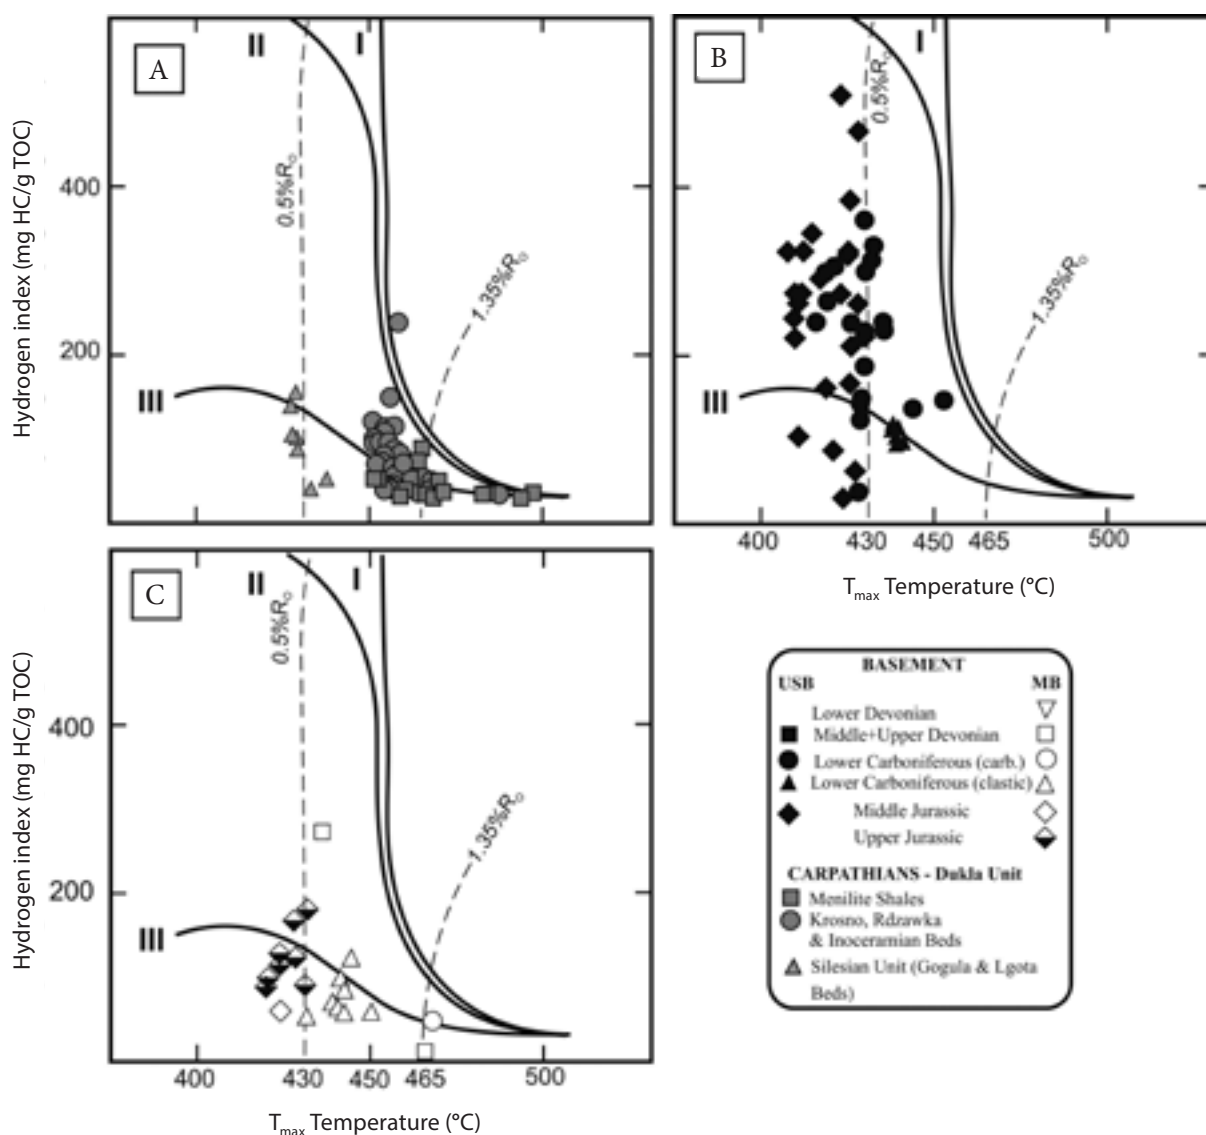 A
II
I
0.5%Ro
1.35%Ro
III
400
200
Hydrogen index (mg HC/g TOC)
B
I
0.5%Ro
1.35%Ro
III
400
430
450
465
500
Tmax Temperature (°C)
C
II
I
0.5%Ro
1.35%Ro
III
400
200
Hydrogen index (mg HC/g TOC)
400
430
450
465
500
Tmax Temperature (°C)
BASEMENT
USB MB
Lower Devonian
Middle+Upper Devonian
Lower Carboniferous (carb.)
Lower Carboniferous (clastic)
Middle Jurassic
Upper Jurassic
CARPATHIANS - Dukla Unit
Menilite Shales
Krosno, Rdzawka
& Inoceramian Beds
Silesian Unit (Gogula & Lgota
Beds)